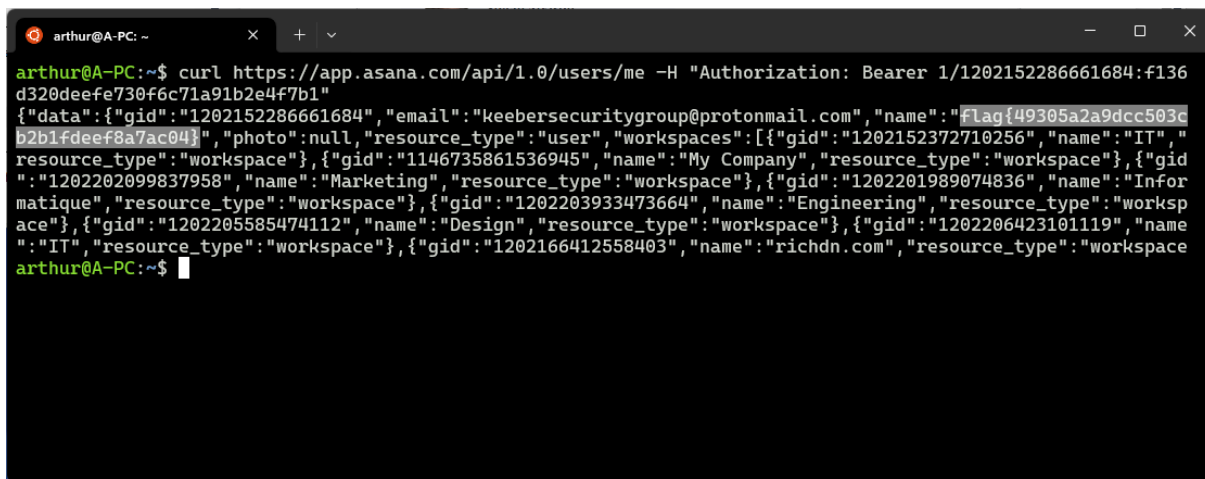 arthur@A-PC: ~
arthur@A-PC:~$ curl https://app.asana.com/api/1.0/users/me -H "Authorization: Bearer 1/1202152286661684:f136
d320deefe730f6c71a91b2e4f7b1"
{"data":{"gid":"1202152286661684","email":"keebersecuritygroup@protonmail.com","name":"flag{49305a2a9dcc503c
b2b1fdeef8a7ac04}","photo":null,"resource_type":"user","workspaces":[{"gid":"1202152372710256","name":"IT","
resource_type":"workspace"},{"gid":"1146735861536945","name":"My Company","resource_type":"workspace"},{"gid
":"1202202099837958","name":"Marketing","resource_type":"workspace"},{"gid":"1202201989074836","name":"Infor
matique","resource_type":"workspace"},{"gid":"1202203933473664","name":"Engineering","resource_type":"worksp
ace"},{"gid":"1202205585474112","name":"Design","resource_type":"workspace"},{"gid":"1202206423101119","name
":"IT","resource_type":"workspace"},{"gid":"1202166412558403","name":"richdn.com","resource_type":"workspace
arthur@A-PC:~$